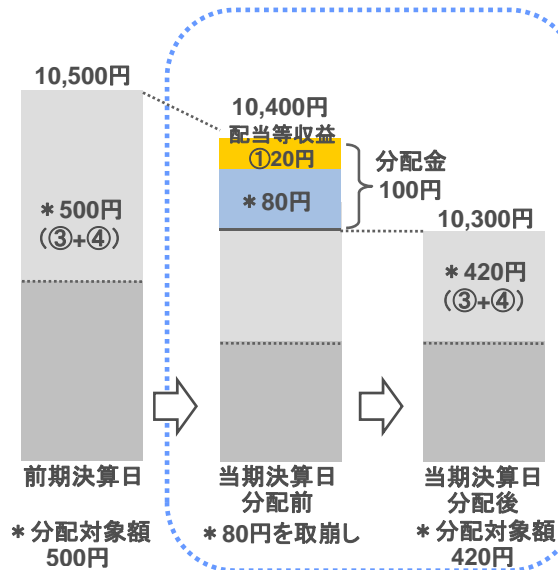 10,500円
*500円
(③+④)
前期決算日
*分配対象額
500円
10,400円
配当等収益
①20円
*80円
分配金
100円
当期決算日
分配前
*80円を取崩し
10,300円
*420円
(③+④)
当期決算日
分配後
*分配対象額
420円